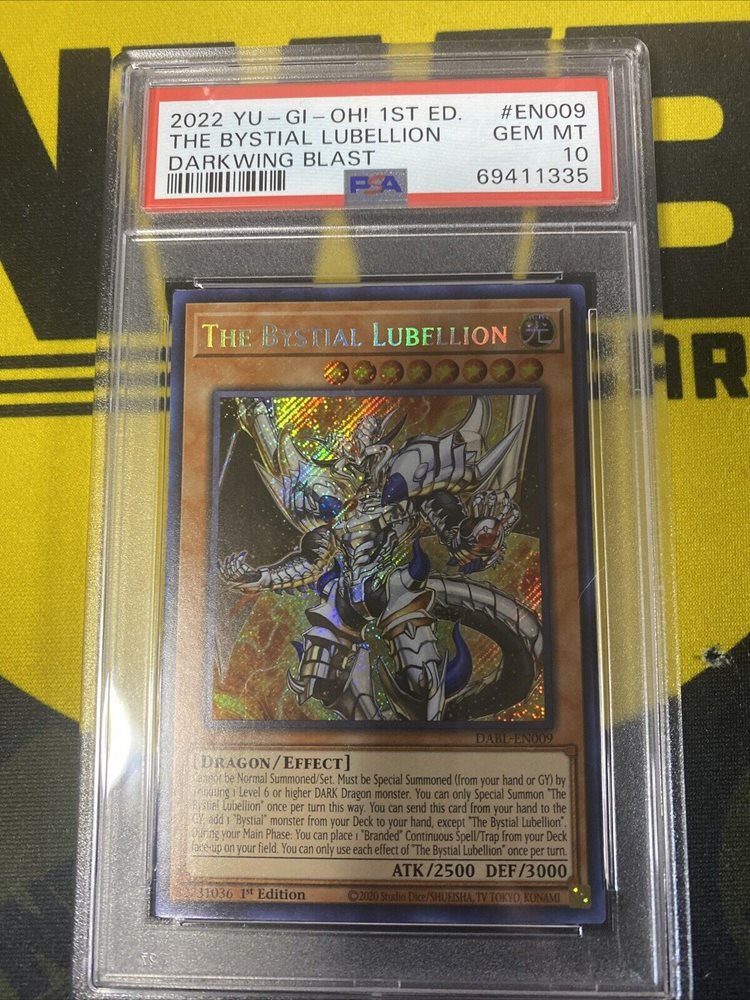 2022 YU-GI-OH! 1ST ED. #EN009
THE BYSTIAL LUBELLION GEM MT
DARKWING BLAST 10
PSA 69411335
THE BYSTIAL LUBELLION 光
DABL-EN009
[DRAGON/EFFECT]
Cannot be Normal Summoned/Set. Must be Special Summoned (from your hand or GY) by
1 Level 6 or higher DARK Dragon monster. You can only Special Summon "The
Bystial Lubellion" once per turn this way. You can send this card from your hand to the
GY; add 1 "Bystial" monster from your Deck to your hand, except "The Bystial Lubellion".
During your Main Phase: You can place 1 "Branded" Continuous Spell/Trap from your Deck
face-up on your field. You can only use each effect of "The Bystial Lubellion" once per turn.
ATK/2500 DEF/3000
31036 1st Edition ©2020 Studio Dice/SHUEISHA, TV TOKYO, KONAMI